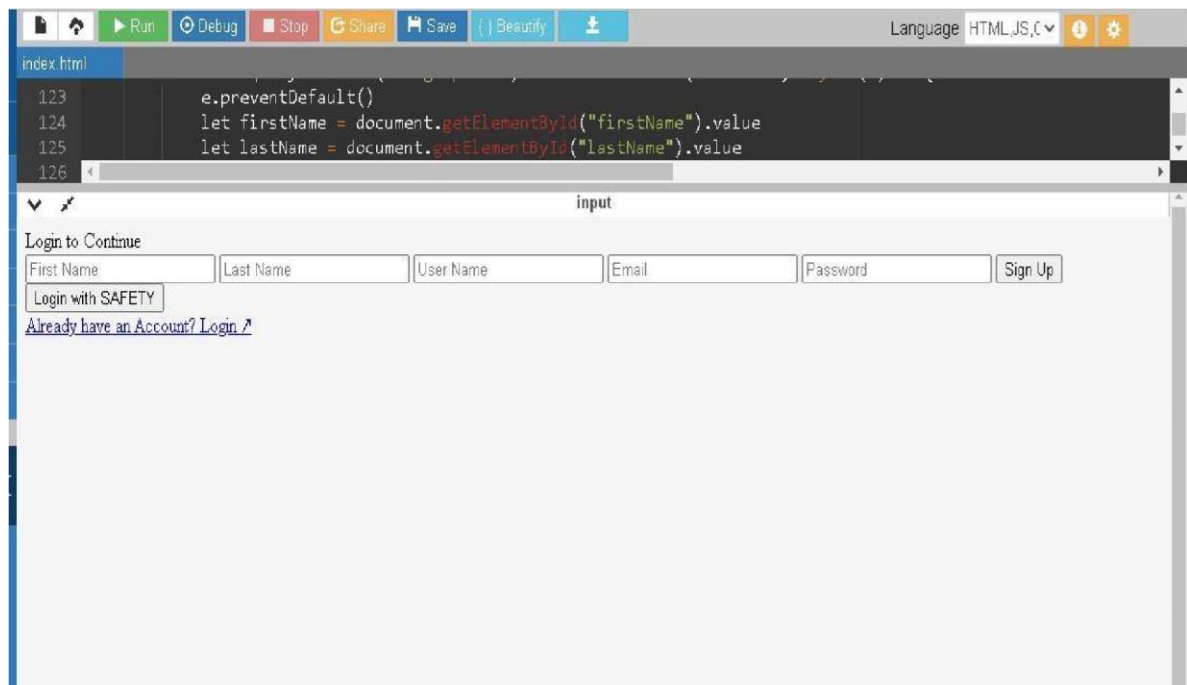 Run Debug Stop Share Save { } Beautify Language HTML,JS,C
index.html
123 e.preventDefault()
124 let firstName = document.getElementById("firstName").value
125 let lastName = document.getElementById("lastName").value
126
input
Login to Continue
First Name Last Name User Name Email Password Sign Up
Login with SAFETY
Already have an Account? Login ↗